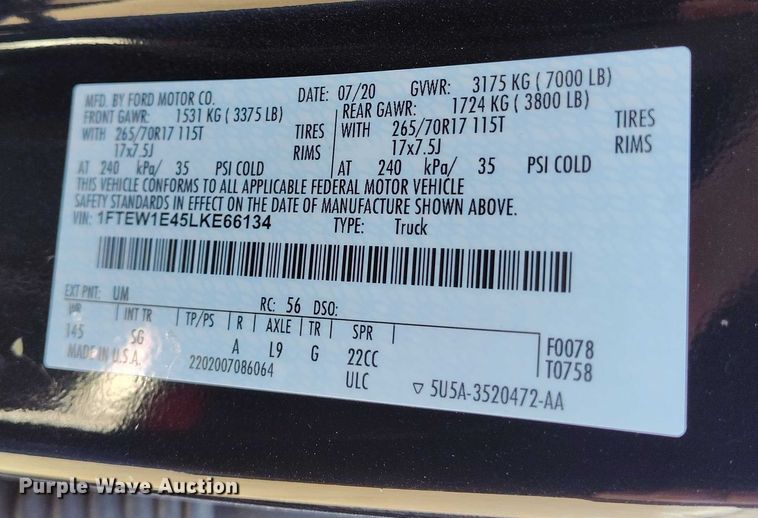 MFD. BY FORD MOTOR CO. DATE: 07/20 GVWR: 3175 KG ( 7000 LB)
FRONT GAWR: 1531 KG ( 3375 LB) REAR GAWR: 1724 KG ( 3800 LB)
WITH 265/70R17 115T TIRES WITH 265/70R17 115T TIRES
17x7.5J RIMS 17x7.5J RIMS
AT 240 kPa/ 35 PSI COLD AT 240 kPa/ 35 PSI COLD
THIS VEHICLE CONFORMS TO ALL APPLICABLE FEDERAL MOTOR VEHICLE
SAFETY STANDARDS IN EFFECT ON THE DATE OF MANUFACTURE SHOWN ABOVE.
VIN: 1FTEW1E45LKE66134 TYPE: Truck
EXT PNT: UM RC: 56 DSO:
WB INT TR TP/PS R AXLE TR SPR
145 SG A L9 G 22CC F0078
MADE IN U.S.A. 2202007086064 ULC T0758
▽ 5U5A-3520472-AA
Purple Wave Auction